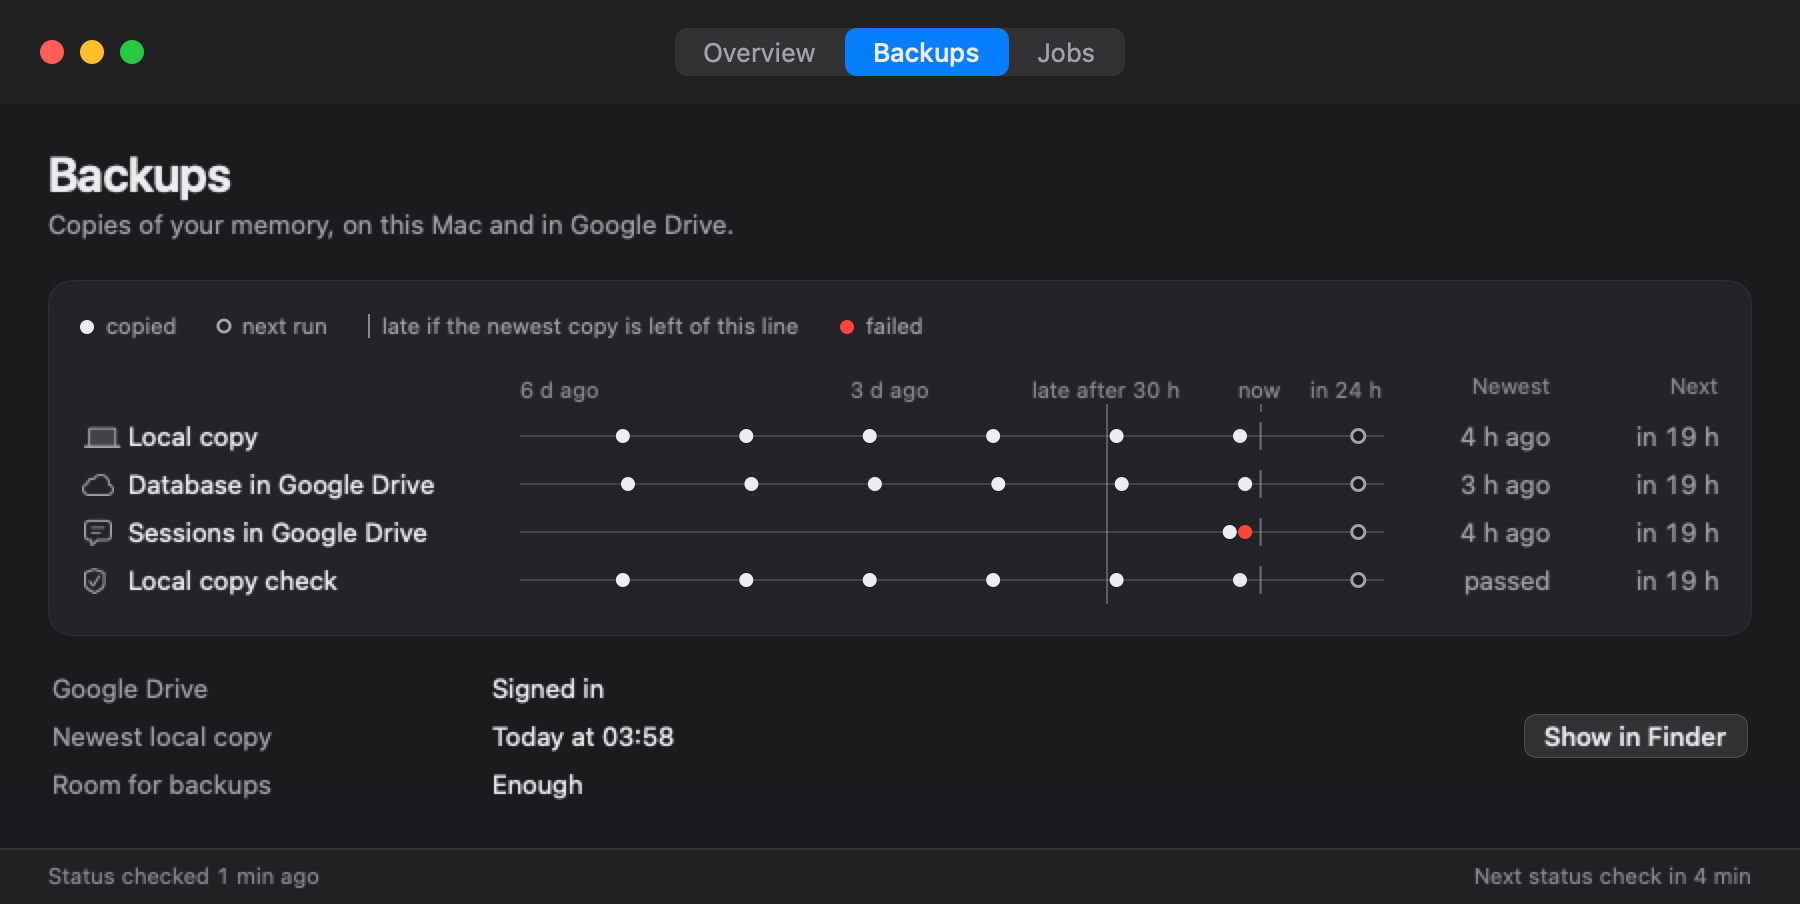 Overview Backups Jobs
Backups
Copies of your memory, on this Mac and in Google Drive.
copied next run late if the newest copy is left of this line failed
6 d ago 3 d ago late after 30 h now in 24 h Newest Next
Local copy 4 h ago in 19 h
Database in Google Drive 3 h ago in 19 h
Sessions in Google Drive 4 h ago in 19 h
Local copy check passed in 19 h
Google Drive Signed in
Newest local copy Today at 03:58 Show in Finder
Room for backups Enough
Status checked 1 min ago Next status check in 4 min